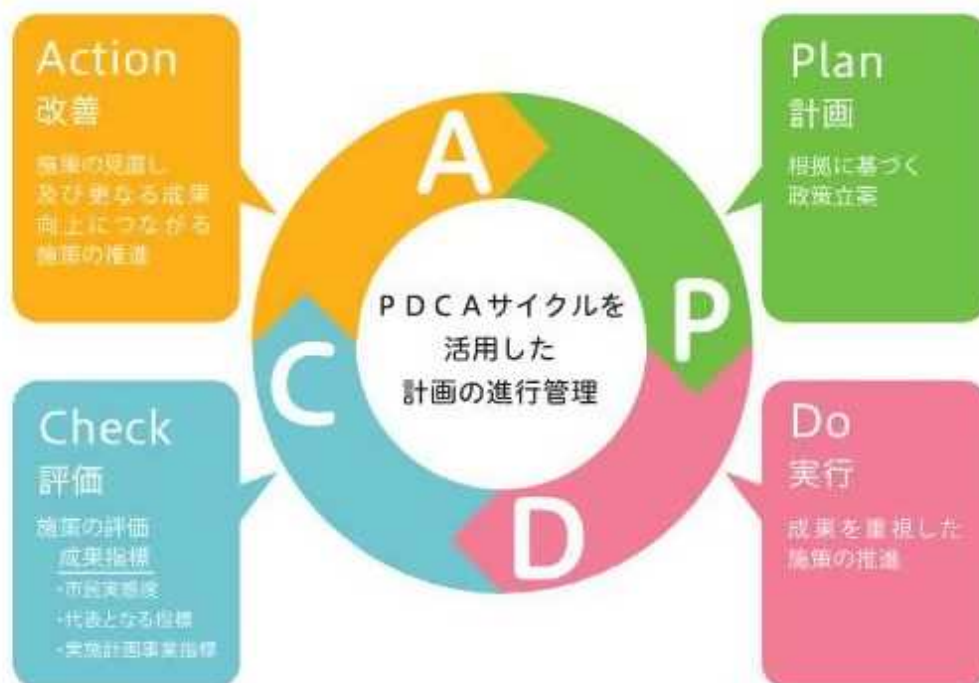 Action
改善
施策の見直し
及び更なる成果
向上につながる
施策の推進
Plan
計画
根拠に基づく
政策立案
A
P
C
D
PDCAサイクルを
活用した
計画の進行管理
Check
評価
施策の評価
成果指標
・市民実感度
・代表となる指標
・実施計画事業指標
Do
実行
成果を重視した
施策の推進